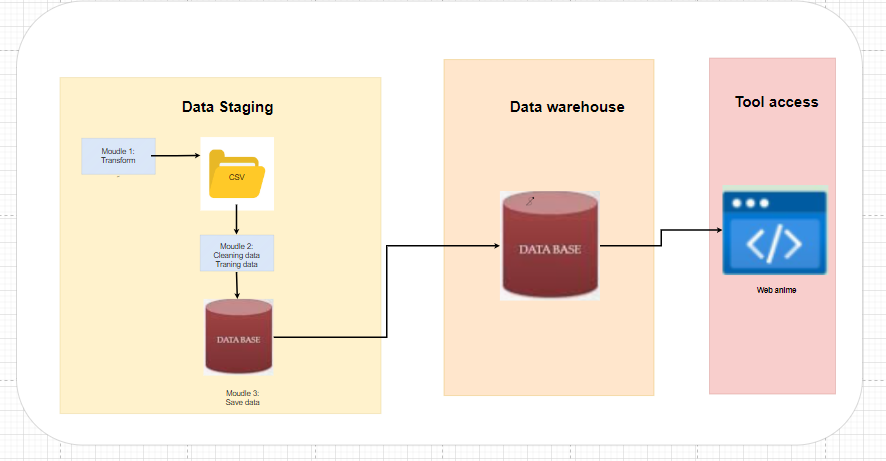 Data Staging
Moudle 1:
Transform
CSV
Moudle 2:
Cleaning data
Traning data
DATA BASE
Moudle 3:
Save data
Data warehouse
DATA BASE
Tool access
</>
Web anime